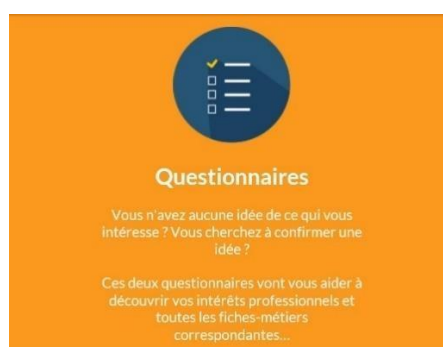 Questionnaires
Vous n'avez aucune idée de ce qui vous
intéresse ? Vous cherchez à confirmer une
idée ?
Ces deux questionnaires vont vous aider à
découvrir vos intérêts professionnels et
toutes les fiches-métiers
correspondantes...